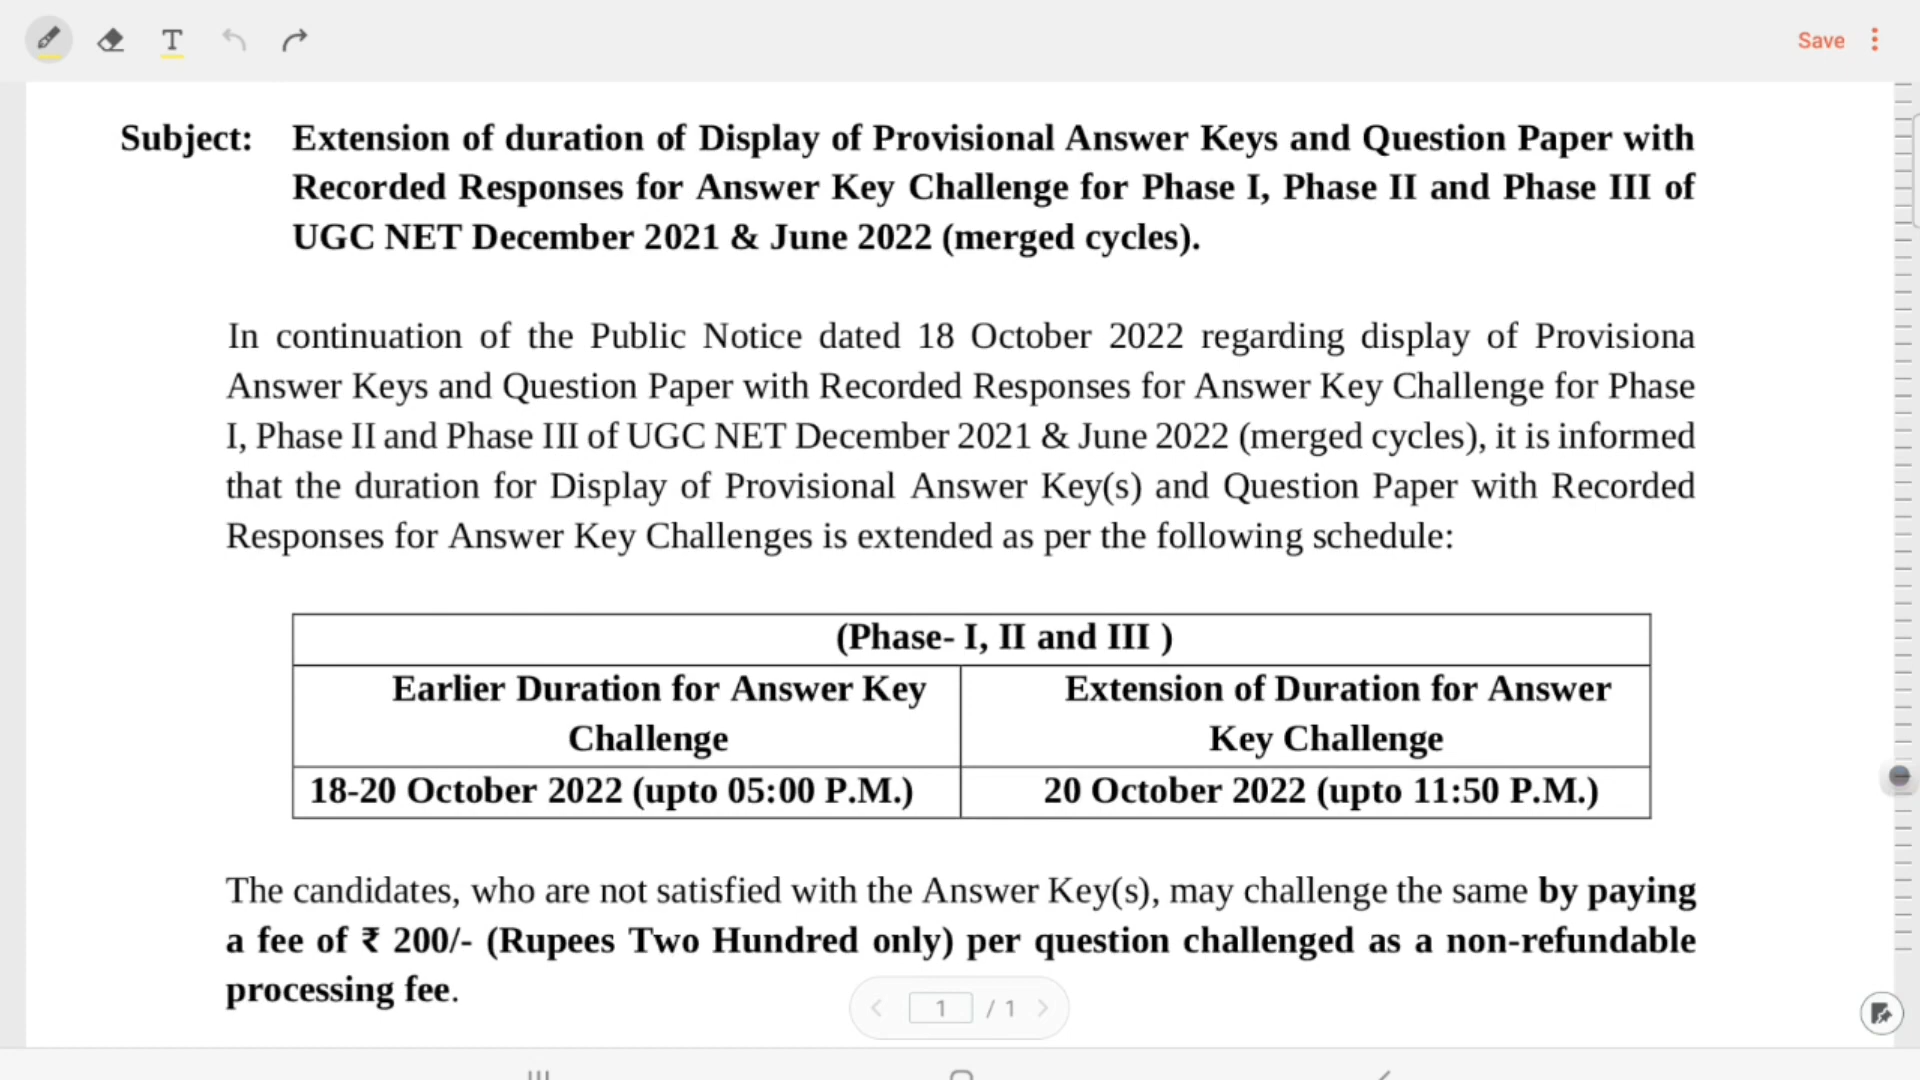 T
Save
Subject: Extension of duration of Display of Provisional Answer Keys and Question Paper with
Recorded Responses for Answer Key Challenge for Phase I, Phase II and Phase III of
UGC NET December 2021 & June 2022 (merged cycles).
In continuation of the Public Notice dated 18 October 2022 regarding display of Provisiona
Answer Keys and Question Paper with Recorded Responses for Answer Key Challenge for Phase
I, Phase II and Phase III of UGC NET December 2021 & June 2022 (merged cycles), it is informed
that the duration for Display of Provisional Answer Key(s) and Question Paper with Recorded
Responses for Answer Key Challenges is extended as per the following schedule:
(Phase- I, II and III )
Earlier Duration for Answer Key
Challenge
Extension of Duration for Answer
Key Challenge
18-20 October 2022 (upto 05:00 P.M.)
20 October 2022 (upto 11:50 P.M.)
The candidates, who are not satisfied with the Answer Key(s), may challenge the same by paying
a fee of ₹ 200/- (Rupees Two Hundred only) per question challenged as a non-refundable
processing fee.
1 / 1